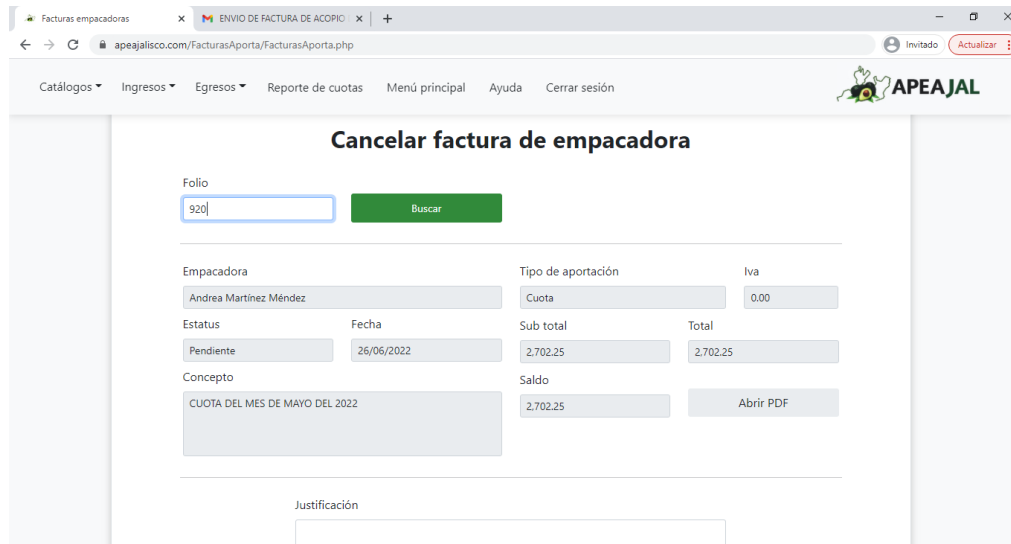 Facturas empacadoras
ENVIO DE FACTURA DE ACOPIO
apeajalisco.com/FacturasAporta/FacturasAporta.php
Invitado
Actualizar
Catálogos Ingresos Egresos Reporte de cuotas Menú principal Ayuda Cerrar sesión
APEAJAL
Cancelar factura de empacadora
Folio
920
Buscar
Empacadora Tipo de aportación Iva
Andrea Martínez Méndez Cuota 0.00
Estatus Fecha Sub total Total
Pendiente 26/06/2022 2,702.25 2,702.25
Concepto Saldo
CUOTA DEL MES DE MAYO DEL 2022 2,702.25 Abrir PDF
Justificación